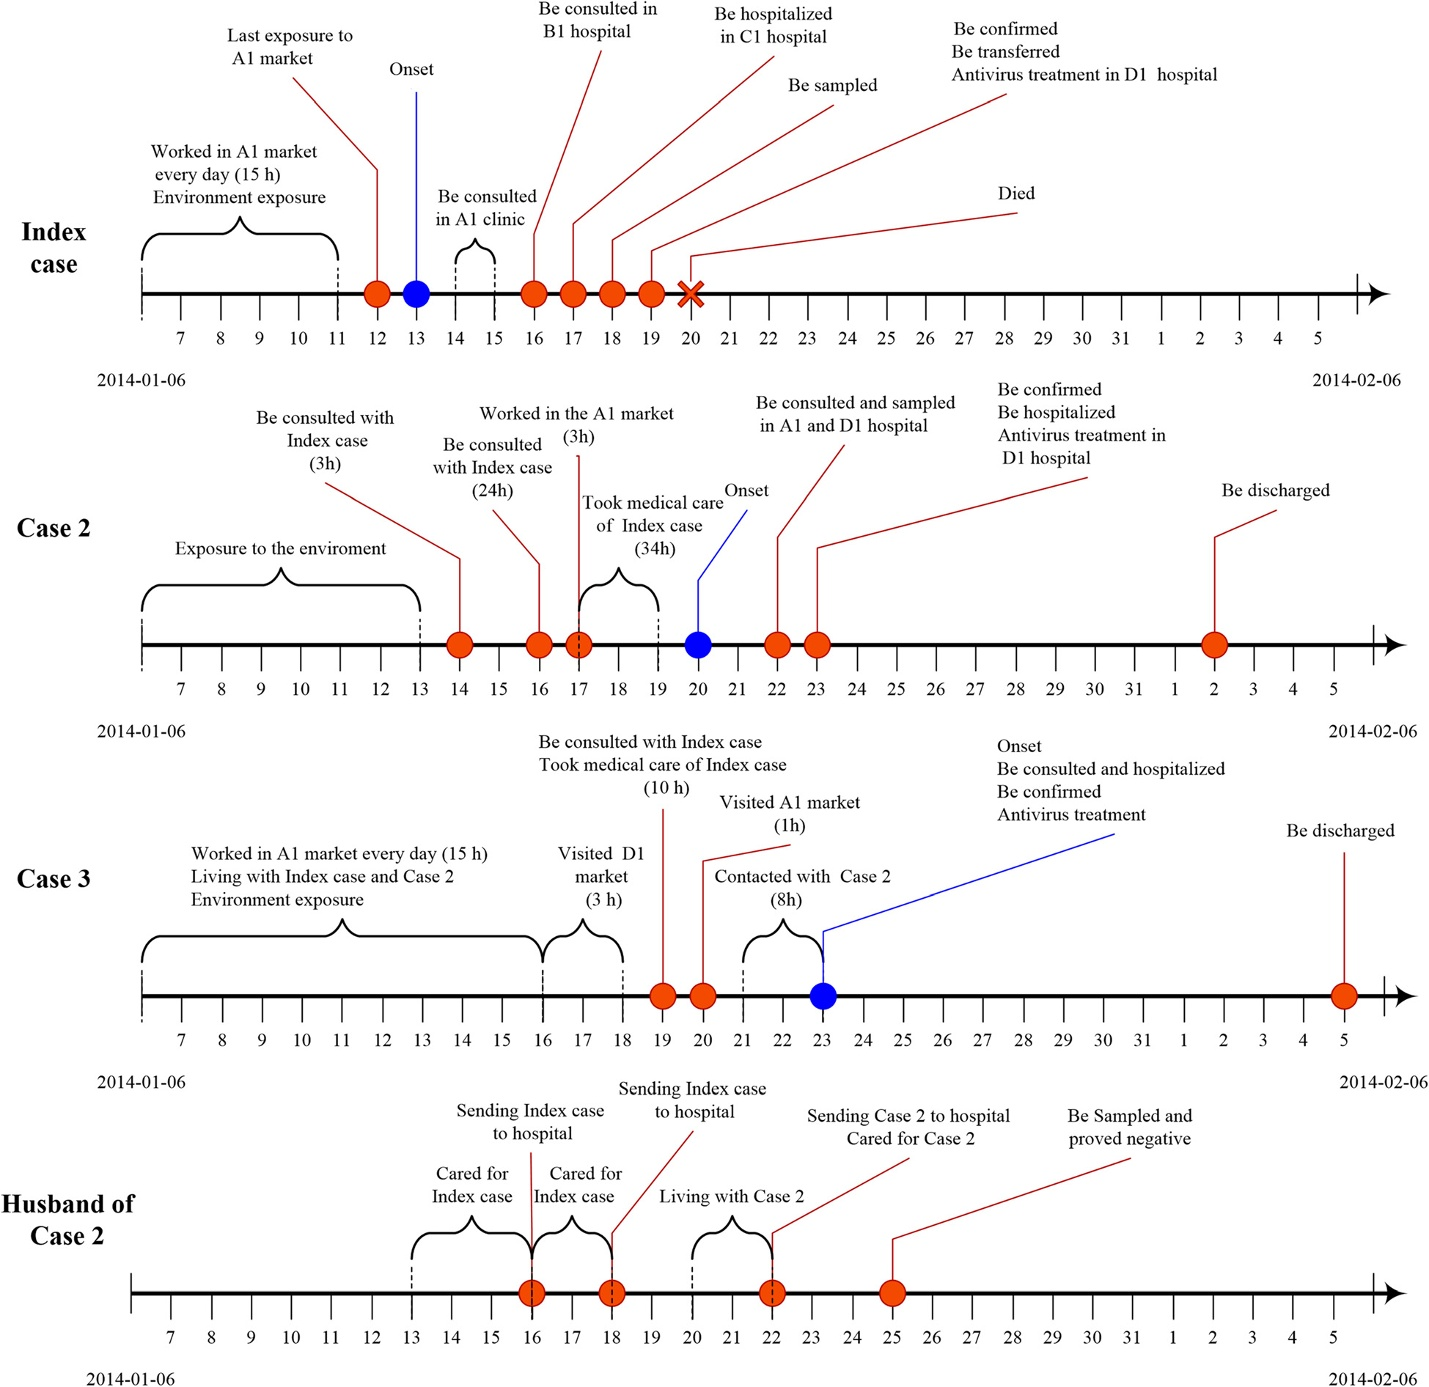 Be consulted in
B1 hospital
Be hospitalized
in C1 hospital
Be confirmed
Be transferred
Antivirus treatment in D1 hospital
Last exposure to
A1 market
Onset
Be sampled
Worked in A1 market
every day (15 h)
Environment exposure
Be consulted
in A1 clinic
Died
Index
case
7 8 9 10 11 12 13 14 15 16 17 18 19 20 21 22 23 24 25 26 27 28 29 30 31 1 2 3 4 5
2014-01-06 2014-02-06
Be consulted with
Index case
(3h)
Worked in the A1 market
(3h)
Be consulted
with Index case
(24h)
Took medical care
of Index case
(34h)
Onset
Be consulted and sampled
in A1 and D1 hospital
Be confirmed
Be hospitalized
Antivirus treatment in
D1 hospital
Be discharged
Case 2
Exposure to the enviroment
7 8 9 10 11 12 13 14 15 16 17 18 19 20 21 22 23 24 25 26 27 28 29 30 31 1 2 3 4 5
2014-01-06 2014-02-06
Be consulted with Index case
Took medical care of Index case
(10 h)
Visited A1 market
(1h)
Onset
Be consulted and hospitalized
Be confirmed
Antivirus treatment
Be discharged
Case 3
Worked in A1 market every day (15 h)
Living with Index case and Case 2
Environment exposure
Visited D1
market
(3 h)
Contacted with Case 2
(8h)
7 8 9 10 11 12 13 14 15 16 17 18 19 20 21 22 23 24 25 26 27 28 29 30 31 1 2 3 4 5
2014-01-06 2014-02-06
Sending Index case
to hospital
Sending Index case
to hospital
Sending Case 2 to hospital
Cared for Case 2
Be Sampled and
proved negative
Cared for
Index case
Cared for
Index case
Living with Case 2
Husband of
Case 2
7 8 9 10 11 12 13 14 15 16 17 18 19 20 21 22 23 24 25 26 27 28 29 30 31 1 2 3 4 5
2014-01-06 2014-02-06